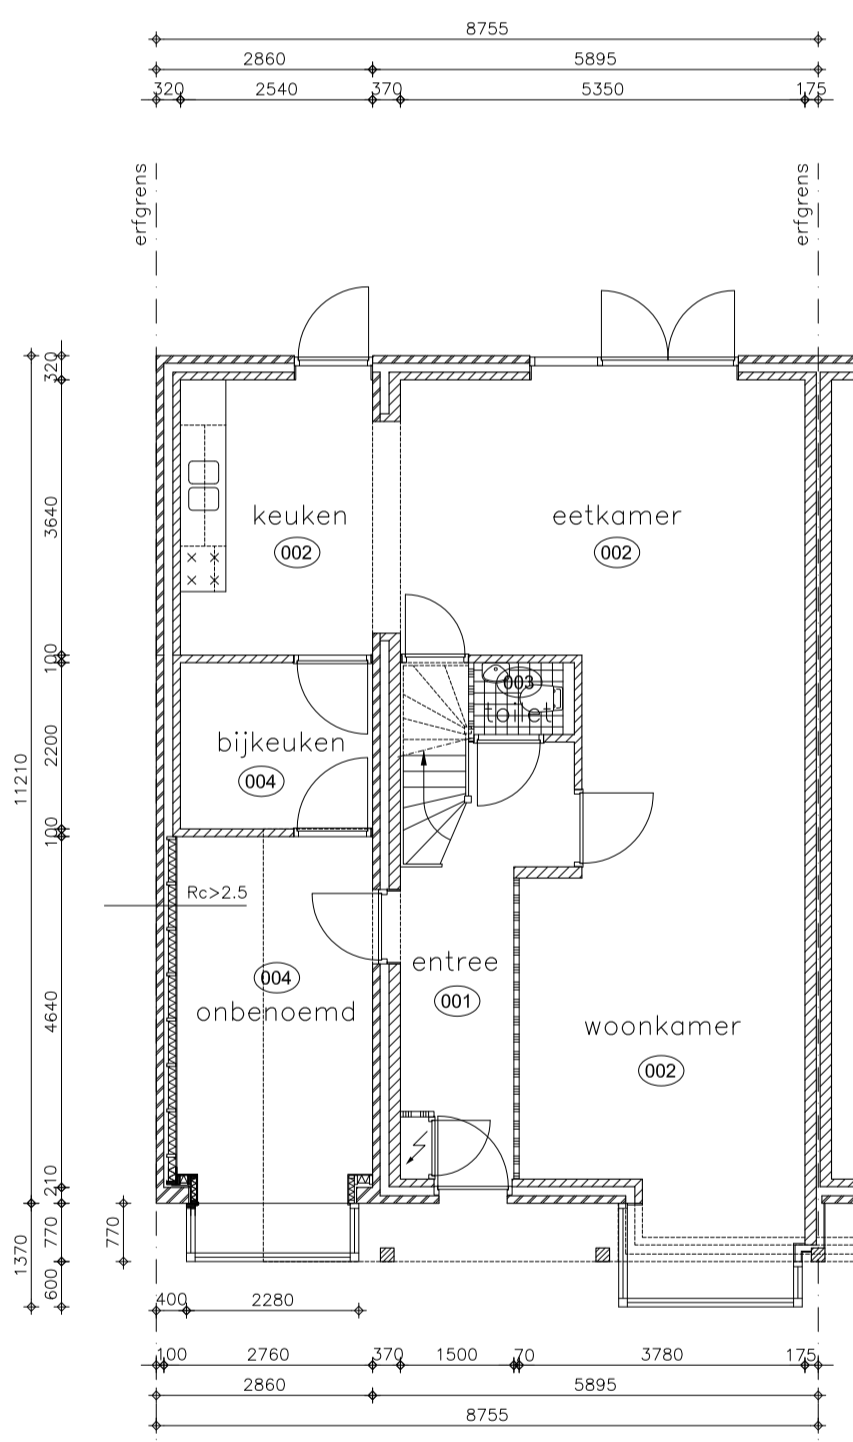 8755
2860 5895
320 2540 370 5350 175
erfgrens erfgrens
320
3640
keuken eetkamer
002 002
100
003
toilet
2200
bijkeuken
004
11210
100
Rc>2.5
004
onbenoemd
entree
001
4640
woonkamer
002
210
770
770
1370
600
400 2280
100 2760 370 1500 70 3780 175
2860 5895
8755